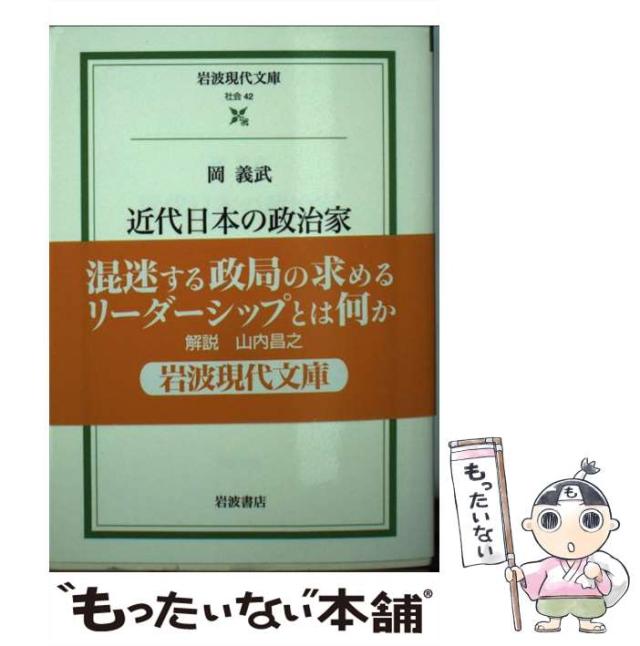 岩波現代文庫
社会 42
岡 義武
近代日本の政治家
混迷する政局の求める
リーダーシップとは何か
解説 山内昌之
岩波現代文庫
岩波書店
も
もったいない
"もったいない"本舗®